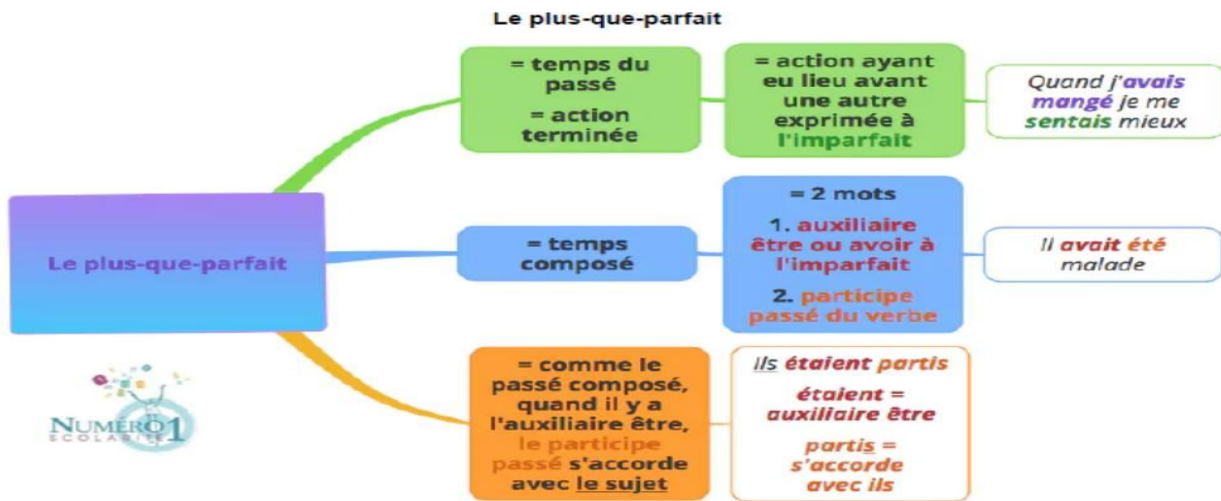 Le plus-que-parfait
= temps du
passé
= action
terminée
= action ayant
eu lieu avant
une autre
exprimée à
l'imparfait
Quand j'avais
mangé je me
sentais mieux
Le plus-que-parfait
= temps
composé
= 2 mots
1. auxiliaire
être ou avoir à
l'imparfait
2. participe
passé du verbe
Il avait été
malade
= comme le
passé composé,
quand il y a
l'auxiliaire être,
le participe
passé s'accorde
avec le sujet
Ils étaient partis
étaient =
auxiliaire être
partis =
s'accorde
avec ils
NUMÉRO1
SCOLARITÉ